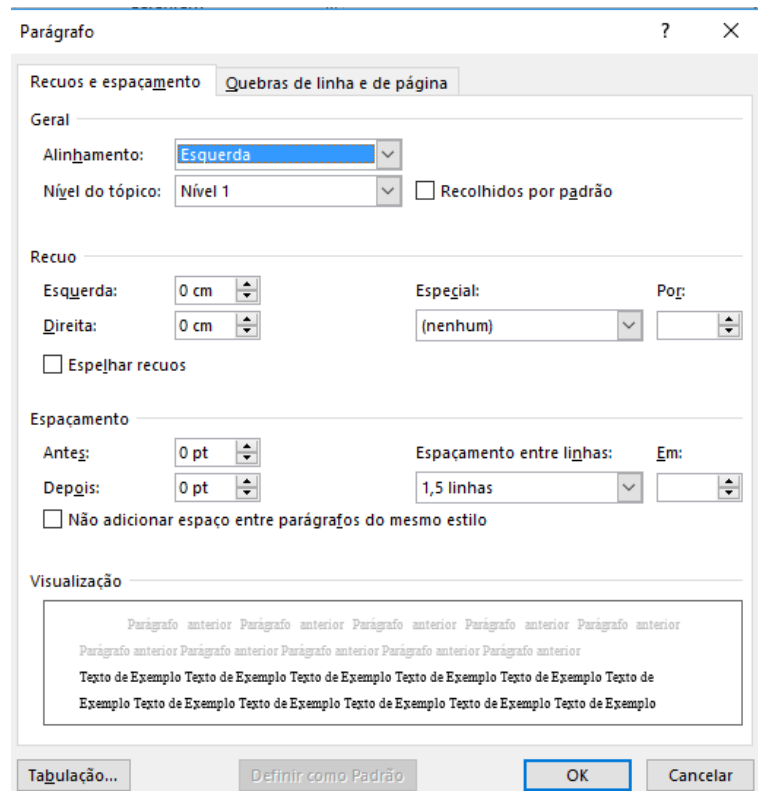 Parágrafo ?
Recuos e espaçamento Quebras de linha e de página
Geral
Alinhamento: Esquerda
Nível do tópico: Nível 1 Recolhidos por padrão
Recuo
Esquerda: 0 cm Especial: Por:
Direita: 0 cm (nenhum)
Espelhar recuos
Espaçamento
Antes: 0 pt Espaçamento entre linhas: Em:
Depois: 0 pt 1,5 linhas
Não adicionar espaço entre parágrafos do mesmo estilo
Visualização
Parágrafo anterior Parágrafo anterior Parágrafo anterior Parágrafo anterior Parágrafo anterior
Parágrafo anterior Parágrafo anterior Parágrafo anterior Parágrafo anterior Parágrafo anterior
Texto de Exemplo Texto de Exemplo Texto de Exemplo Texto de Exemplo Texto de Exemplo Texto de
Exemplo Texto de Exemplo Texto de Exemplo Texto de Exemplo Texto de Exemplo Texto de Exemplo
Tabulação... Definir como Padrão OK Cancelar